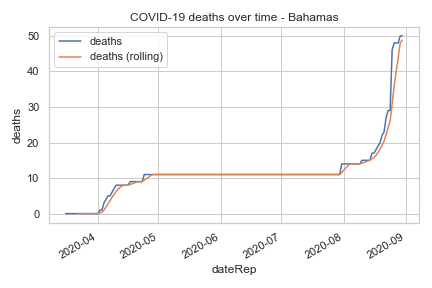 COVID-19 deaths over time - Bahamas
deaths
deaths (rolling)
50
40
30
20
10
0
deaths
2020-04
2020-05
2020-06
2020-07
2020-08
2020-09
dateRep